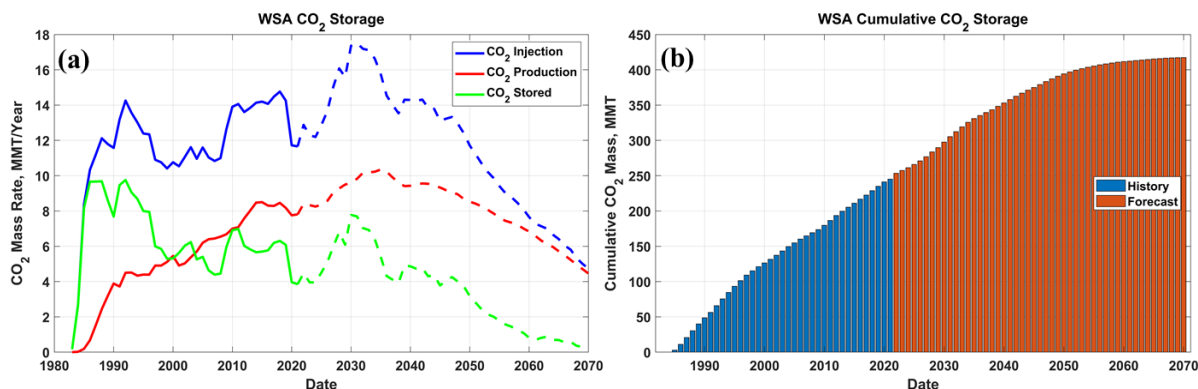 WSA CO2 Storage
(a)
CO2 Injection
CO2 Production
CO2 Stored
18
16
14
12
10
8
6
4
2
0
CO2 Mass Rate, MMT/Year
1980 1990 2000 2010 2020 2030 2040 2050 2060 2070
Date
WSA Cumulative CO2 Storage
(b)
450
400
350
300
250
200
150
100
50
0
Cumulative CO2 Mass, MMT
History
Forecast
1990 2000 2010 2020 2030 2040 2050 2060 2070
Date